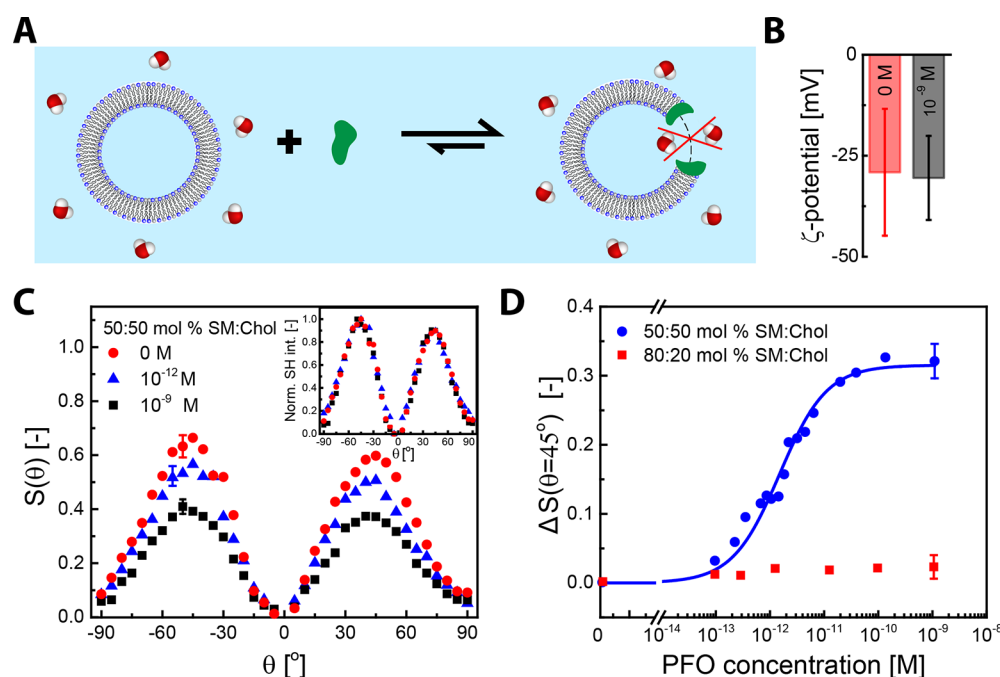 A
B
0
-25
-50
ζ-potential [mV]
0 M
10⁻⁹ M
C
50:50 mol % SM:Chol
0 M
10⁻¹² M
10⁻⁹ M
1.0
0.8
0.6
0.4
0.2
0.0
S(θ) [-]
-90 -60 -30 0 30 60 90
θ [°]
Norm. SH int. [-]
1.0
0.8
0.6
0.4
0.2
0.0
-90 -60 -30 0 30 60 90
θ [°]
D
50:50 mol % SM:Chol
80:20 mol % SM:Chol
0.4
0.3
0.2
0.1
0.0
ΔS(θ=45°) [-]
0 10⁻¹⁴ 10⁻¹³ 10⁻¹² 10⁻¹¹ 10⁻¹⁰ 10⁻⁹ 10⁻⁸
PFO concentration [M]